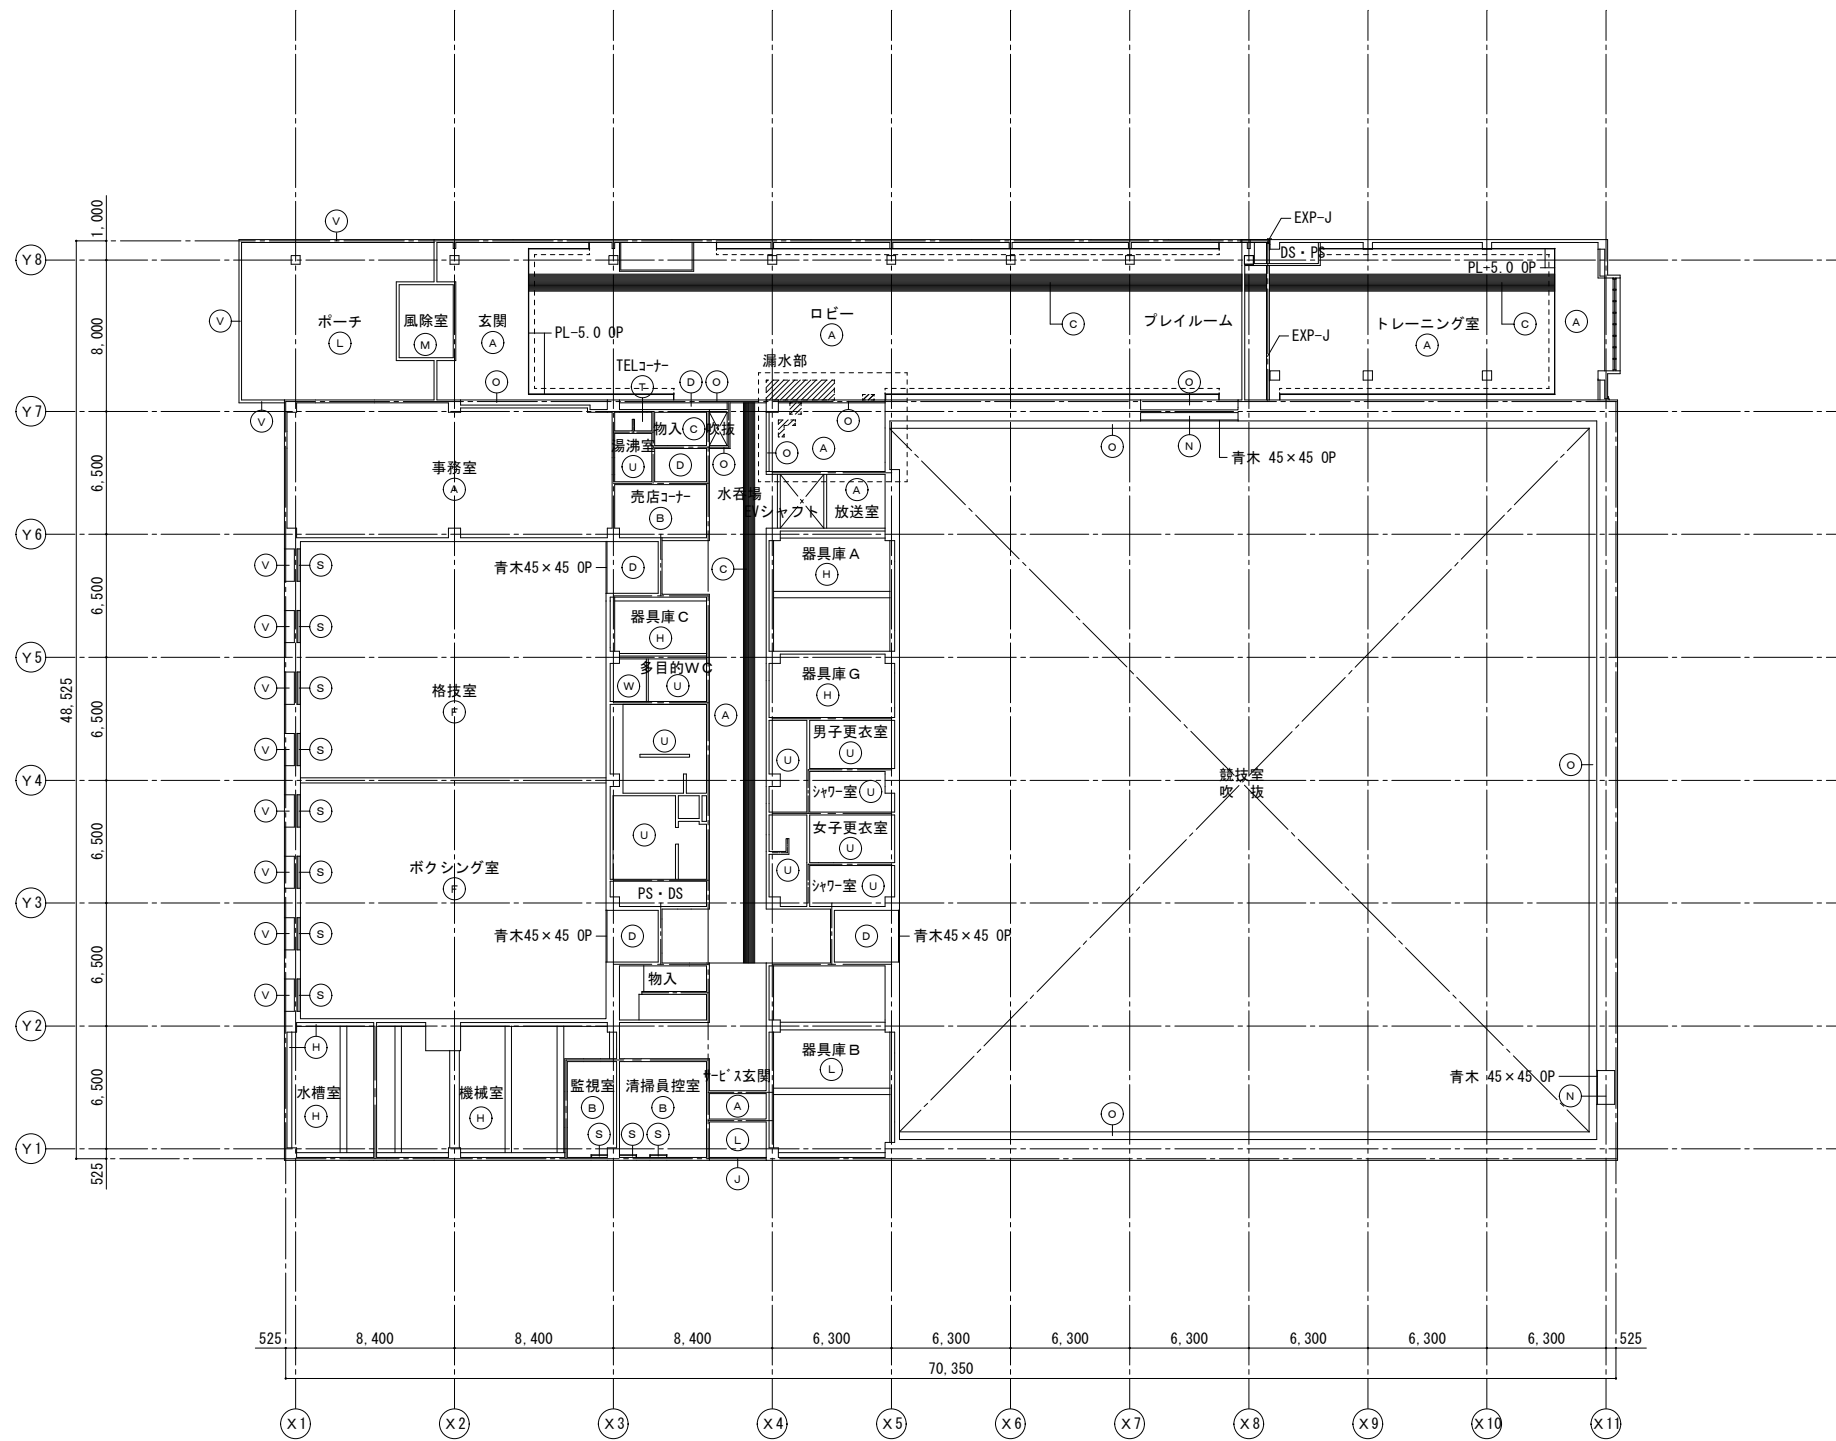 1,000
V
EXP-J
Y8
DS・PS
PL-5.0 OP
V
ポーチ
L
風除室
M
玄関
A
PL-5.0 OP
ロビー
A
C
プレイルーム
EXP-J
トレーニング室
A
C
A
8,000
漏水部
TELコーナー
T
O
D
O
O
Y7
V
物入
C
吹抜
O
A
O
N
青木 45×45 OP
O
湯沸室
U
D
O
事務室
A
6,500
売店コーナー
B
水呑場
EVシャフト
A
放送室
Y6
V
S
青木45×45 OP
D
C
器具庫A
H
6,500
V
S
器具庫C
H
Y5
多目的WC
W
U
器具庫G
H
V
S
格技室
F
A
48,525
6,500
V
S
U
U
男子更衣室
U
O
Y4
競技室
吹 抜
シャワー室
U
V
S
6,500
U
女子更衣室
U
V
S
ボクシング室
F
U
シャワー室
U
PS・DS
Y3
V
S
青木45×45 OP
D
D
青木45×45 OP
6,500
物入
V
S
Y2
H
器具庫B
L
サービス玄関
青木 45×45 OP
N
6,500
水槽室
H
機械室
H
監視室
B
清掃員控室
B
A
O
S
S
S
L
Y1
525
J
525
8,400
8,400
8,400
6,300
6,300
6,300
6,300
6,300
6,300
6,300
525
70,350
X1
X2
X3
X4
X5
X6
X7
X8
X9
X10
X11